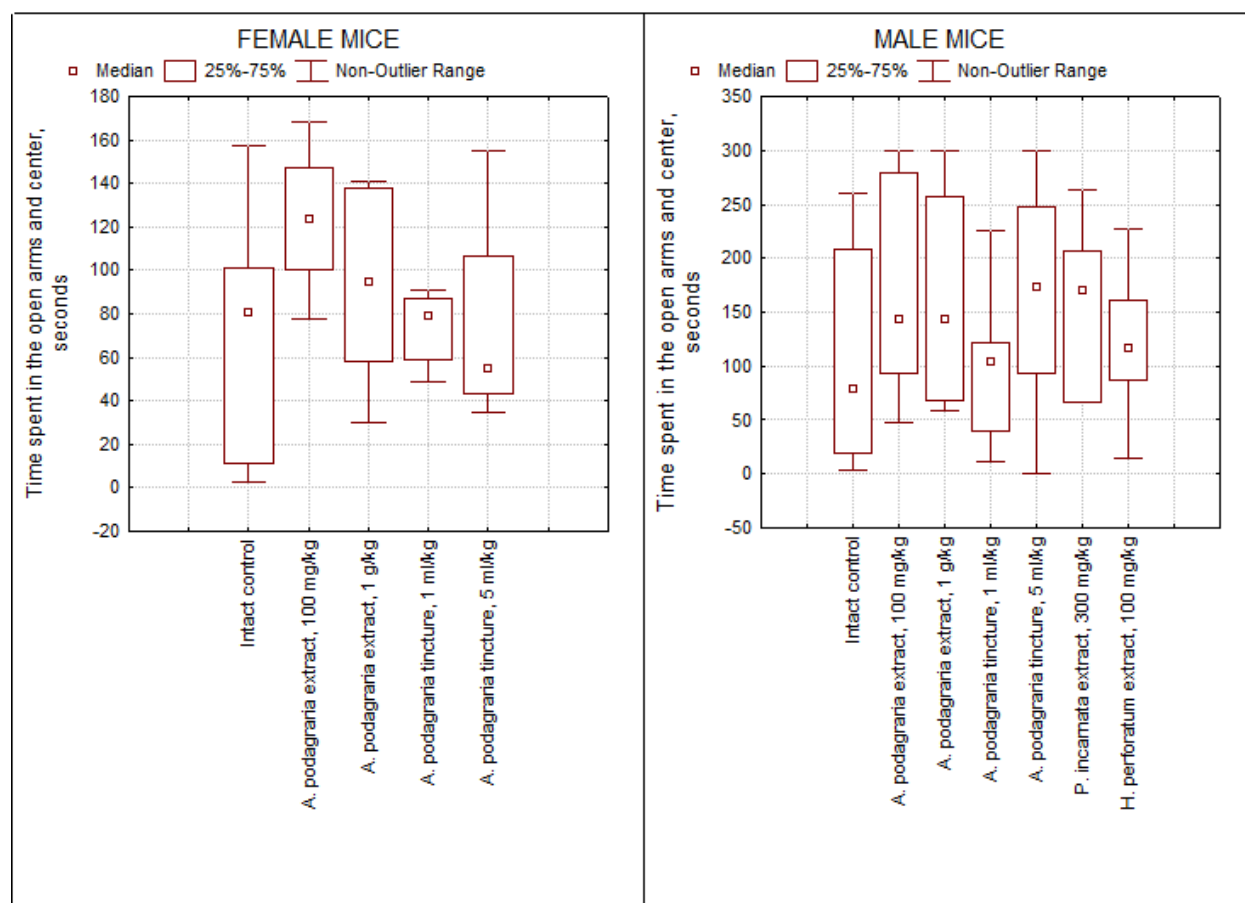 FEMALE MICE
Median 25%-75% Non-Outlier Range
Time spent in the open arms and center,
seconds
180
160
140
120
100
80
60
40
20
0
-20
Intact control
A. podagraria extract, 100 mg/kg
A. podagraria extract, 1 g/kg
A. podagraria tincture, 1 ml/kg
A. podagraria tincture, 5 ml/kg
MALE MICE
Median 25%-75% Non-Outlier Range
Time spent in the open arms and center,
seconds
350
300
250
200
150
100
50
0
-50
Intact control
A. podagraria extract, 100 mg/kg
A. podagraria extract, 1 g/kg
A. podagraria tincture, 1 ml/kg
A. podagraria tincture, 5 ml/kg
P. incarnata extract, 300 mg/kg
H. perforatum extract, 100 mg/kg